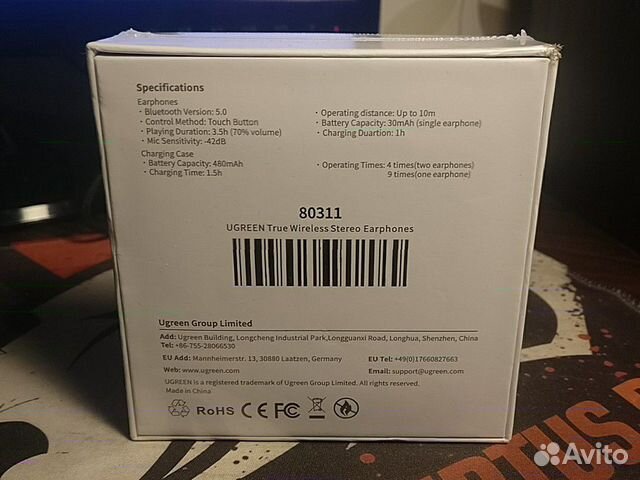 Specifications
Earphones
· Bluetooth Version: 5.0
· Control Method: Touch Button
· Playing Duration: 3.5h (70% volume)
· Mic Sensitivity: -42dB
· Operating distance: Up to 10m
· Battery Capacity: 30mAh (single earphone)
· Charging Duartion: 1h
Charging Case
· Battery Capacity: 480mAh
· Charging Time: 1.5h
· Operating Times: 4 times(two earphones)
9 times(one earphone)
80311
UGREEN True Wireless Stereo Earphones
Ugreen Group Limited
Add: Ugreen Building, Longcheng Industrial Park,Longguanxi Road, Longhua, Shenzhen, China
Tel: +86-755-28066530
EU Add: Mannheimerstr. 13, 30880 Laatzen, Germany
EU Tel: +49(0)17660827663
Web: www.ugreen.com
Email: support@ugreen.com
UGREEN is a registered trademark of Ugreen Group Limited. All rights reserved.
Made in China
RoHS CE FC
Avito